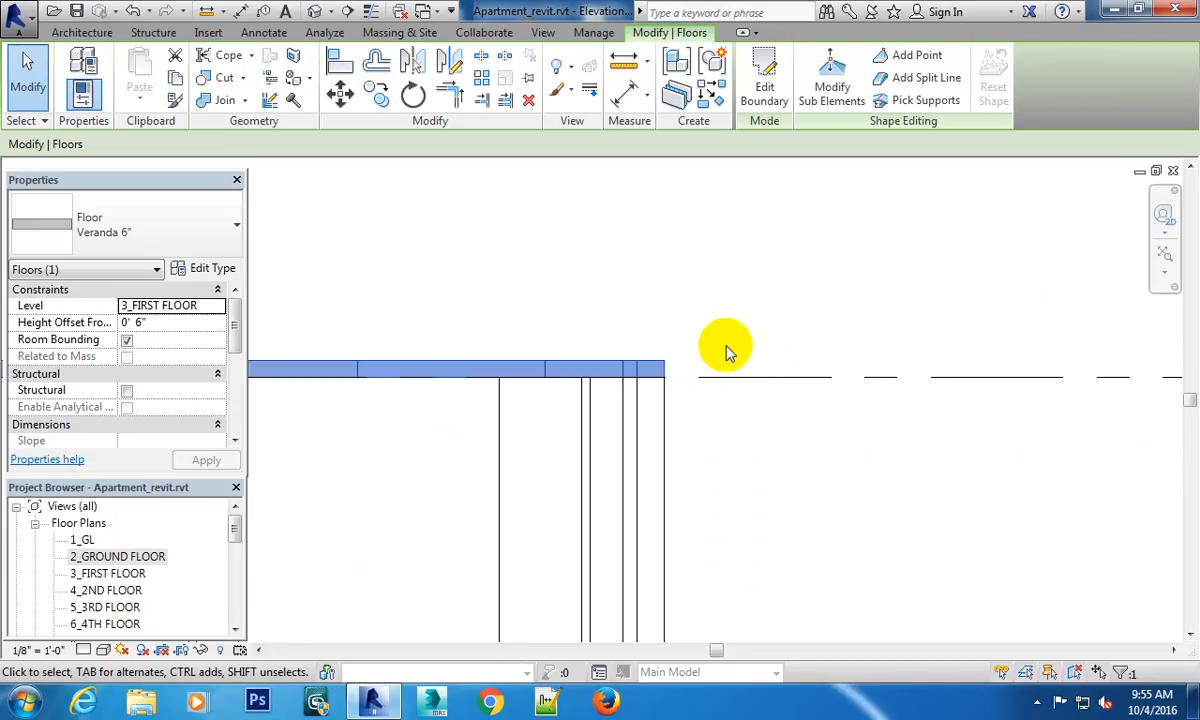 Apartment_revit.rvt - Elevation...
Type a keyword or phrase
Sign In
Architecture
Structure
Insert
Annotate
Analyze
Massing & Site
Collaborate
View
Manage
Modify | Floors
Modify
Paste
Cope
Cut
Join
Edit
Boundary
Modify
Sub Elements
Add Point
Add Split Line
Pick Supports
Reset
Shape
Select
Properties
Clipboard
Geometry
Modify
View
Measure
Create
Mode
Shape Editing
Modify | Floors
Properties
Floor
Veranda 6"
Floors (1)
Edit Type
Constraints
Level
3_FIRST FLOOR
Height Offset Fro...
0' 6"
Room Bounding
Related to Mass
Structural
Structural
Enable Analytical ...
Dimensions
Slope
Properties help
Apply
Project Browser - Apartment_revit.rvt
Views (all)
Floor Plans
1_GL
2_GROUND FLOOR
3_FIRST FLOOR
4_2ND FLOOR
5_3RD FLOOR
6_4TH FLOOR
1/8" = 1'-0"
Click to select, TAB for alternates, CTRL adds, SHIFT unselects.
:0
Main Model
:1
9:55 AM
10/4/2016